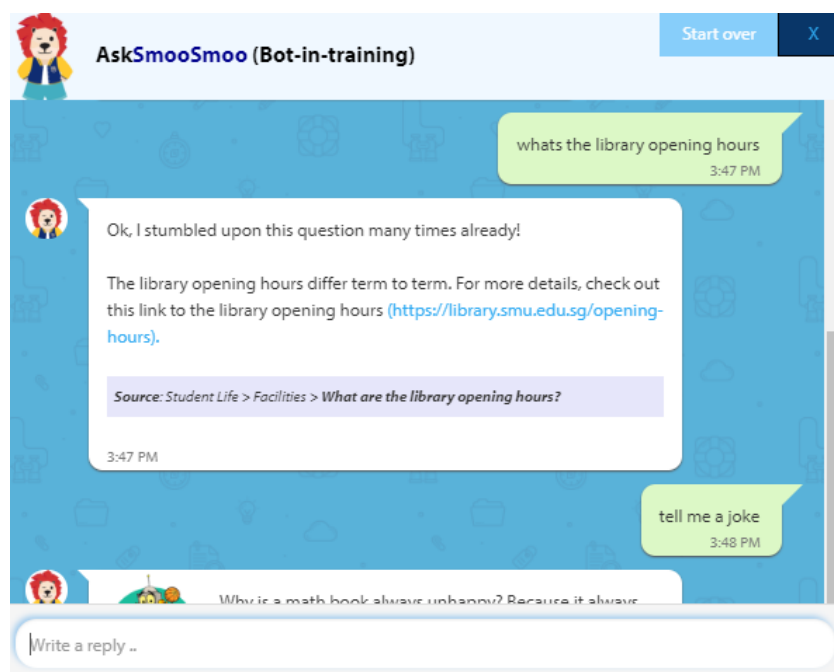 Start over
X
AskSmooSmoo (Bot-in-training)
whats the library opening hours
3:47 PM
Ok, I stumbled upon this question many times already!
The library opening hours differ term to term. For more details, check out
this link to the library opening hours (https://library.smu.edu.sg/opening-
hours).
Source: Student Life > Facilities > What are the library opening hours?
3:47 PM
tell me a joke
3:48 PM
Why is a math book always unhappy? Because it always
Write a reply ..